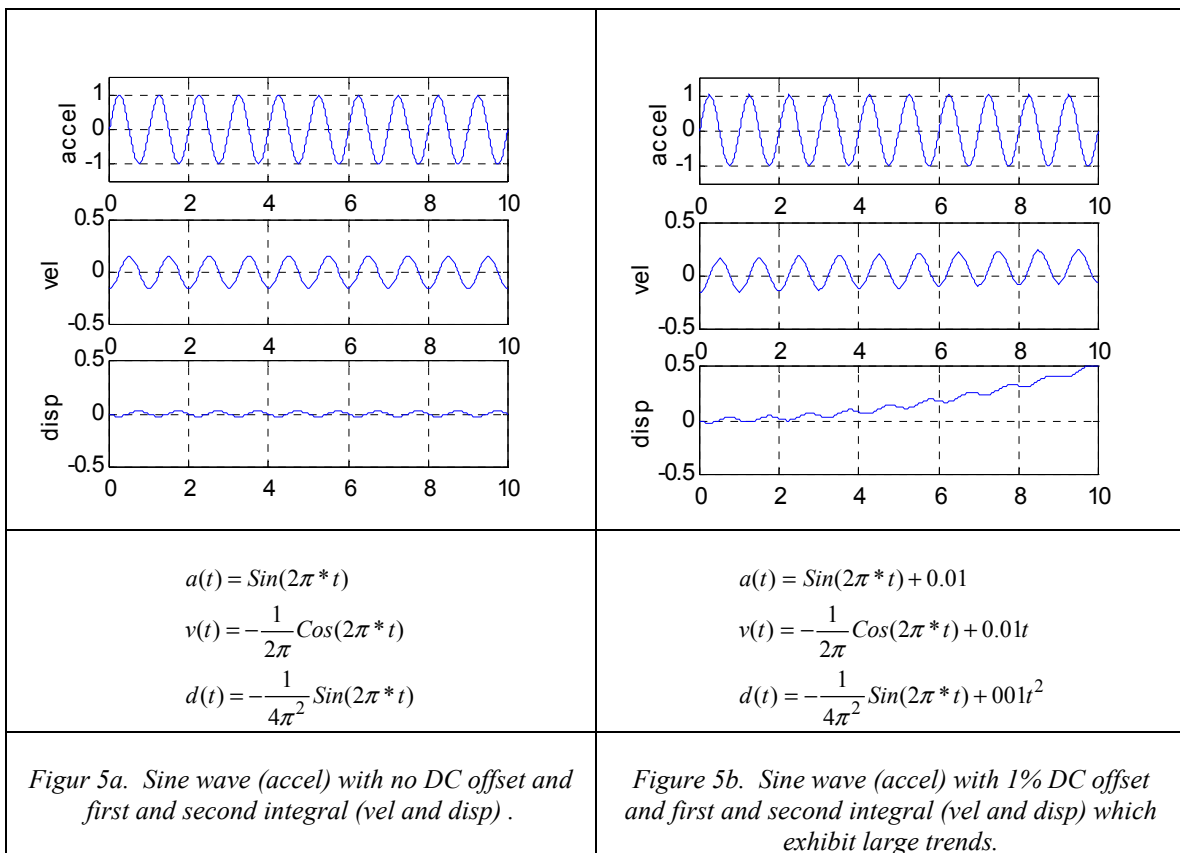 accel
1
0
-1
0 2 4 6 8 10
vel
0.5
0
-0.5
0 2 4 6 8 10
disp
0.5
0
-0.5
0 2 4 6 8 10
accel
1
0
-1
0 2 4 6 8 10
vel
0.5
0
-0.5
0 2 4 6 8 10
disp
0.5
0
-0.5
0 2 4 6 8 10
a(t) = Sin(2π * t)
v(t) = −1/2π Cos(2π * t)
d(t) = −1/4π² Sin(2π * t)
a(t) = Sin(2π * t) + 0.01
v(t) = −1/2π Cos(2π * t) + 0.01t
d(t) = −1/4π² Sin(2π * t) + 001t²
Figur 5a. Sine wave (accel) with no DC offset and
first and second integral (vel and disp) .
Figure 5b. Sine wave (accel) with 1% DC offset
and first and second integral (vel and disp) which
exhibit large trends.